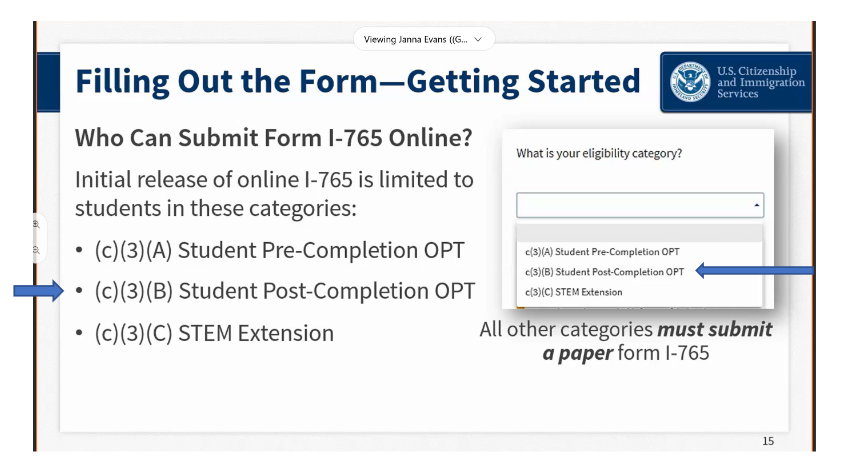 Viewing Janna Evans ((G...
Filling Out the Form—Getting Started
U.S. Citizenship
and Immigration
Services
Who Can Submit Form I-765 Online?
Initial release of online I-765 is limited to
students in these categories:
• (c)(3)(A) Student Pre-Completion OPT
• (c)(3)(B) Student Post-Completion OPT
• (c)(3)(C) STEM Extension
What is your eligibility category?
c(3)(A) Student Pre-Completion OPT
c(3)(B) Student Post-Completion OPT
c(3)(C) STEM Extension
All other categories must submit
a paper form I-765
15